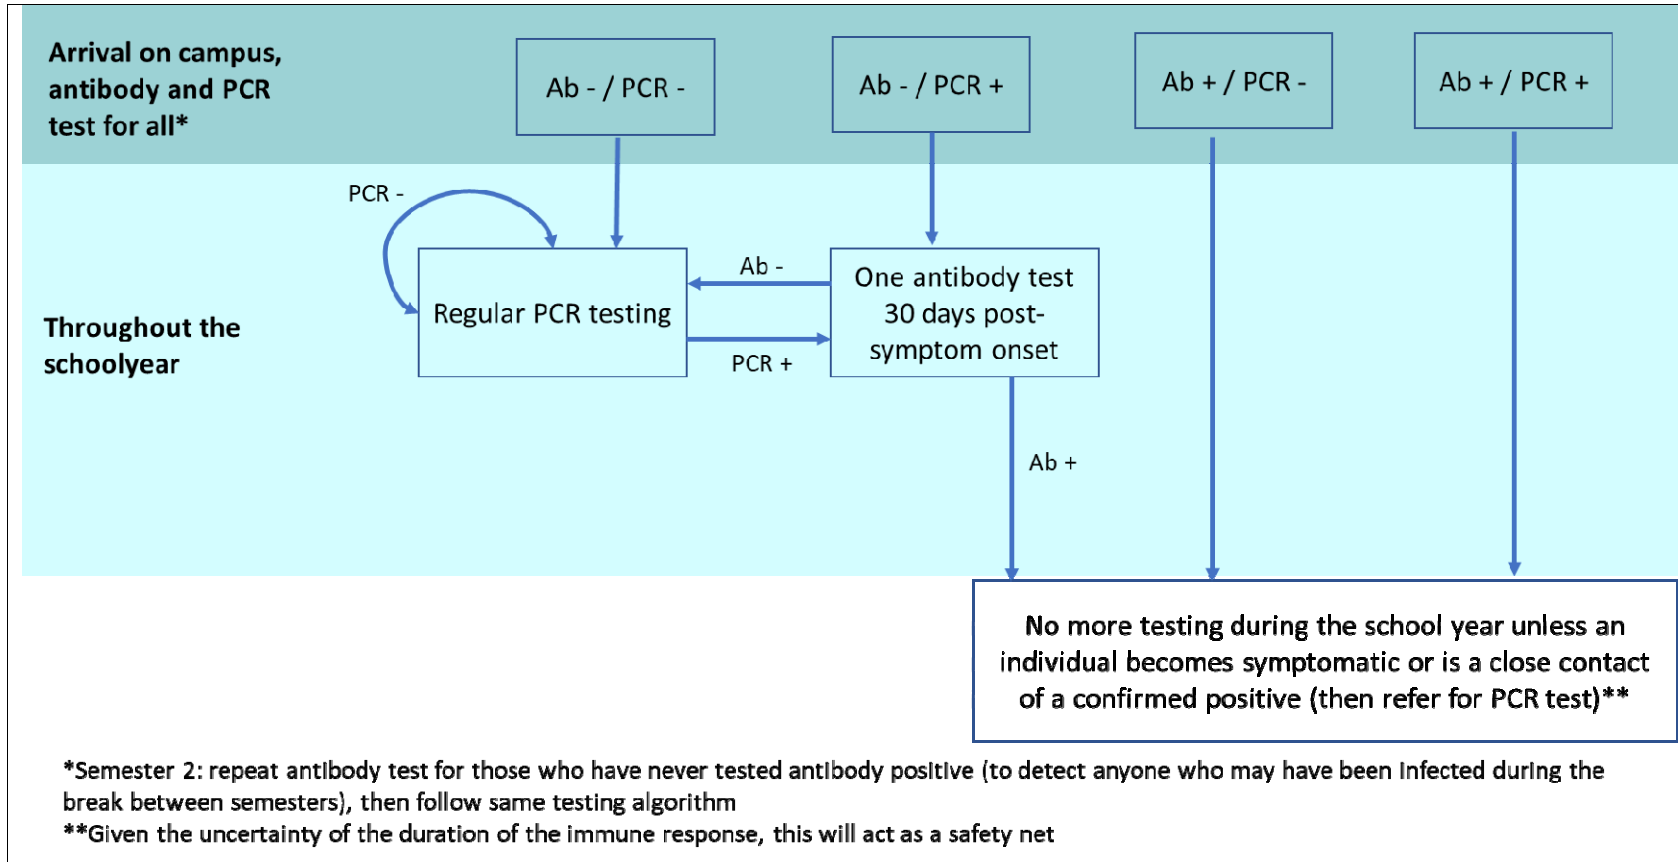 Arrival on campus,
antibody and PCR
test for all*
Ab - / PCR -
Ab - / PCR +
Ab + / PCR -
Ab + / PCR +
PCR -
Throughout the
schoolyear
Regular PCR testing
Ab -
PCR +
One antibody test
30 days post-
symptom onset
Ab +
No more testing during the school year unless an
individual becomes symptomatic or is a close contact
of a confirmed positive (then refer for PCR test)**
*Semester 2: repeat antibody test for those who have never tested antibody positive (to detect anyone who may have been infected during the
break between semesters), then follow same testing algorithm
**Given the uncertainty of the duration of the immune response, this will act as a safety net